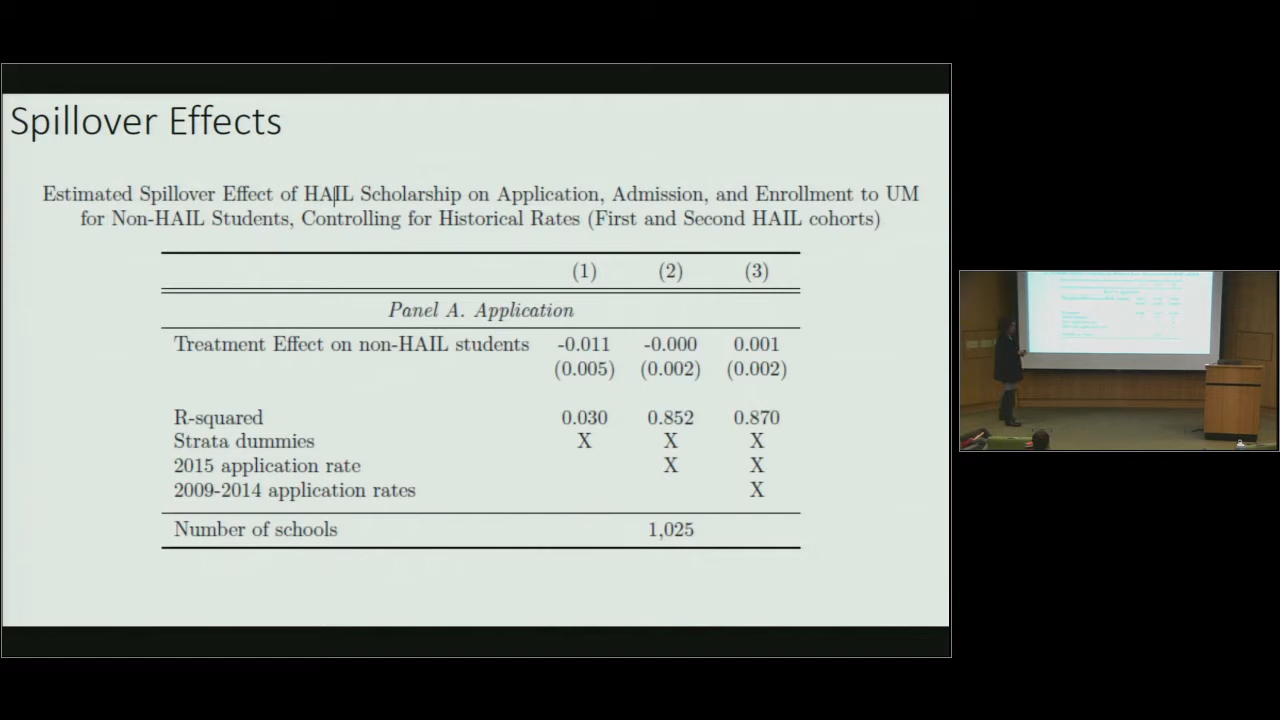 Spillover Effects
Estimated Spillover Effect of HAIL Scholarship on Application, Admission, and Enrollment to UM
for Non-HAIL Students, Controlling for Historical Rates (First and Second HAIL cohorts)
(1) (2) (3)
Panel A. Application
Treatment Effect on non-HAIL students -0.011 -0.000 0.001
(0.005) (0.002) (0.002)
R-squared 0.030 0.852 0.870
Strata dummies X X X
2015 application rate X X
2009-2014 application rates X
Number of schools 1,025